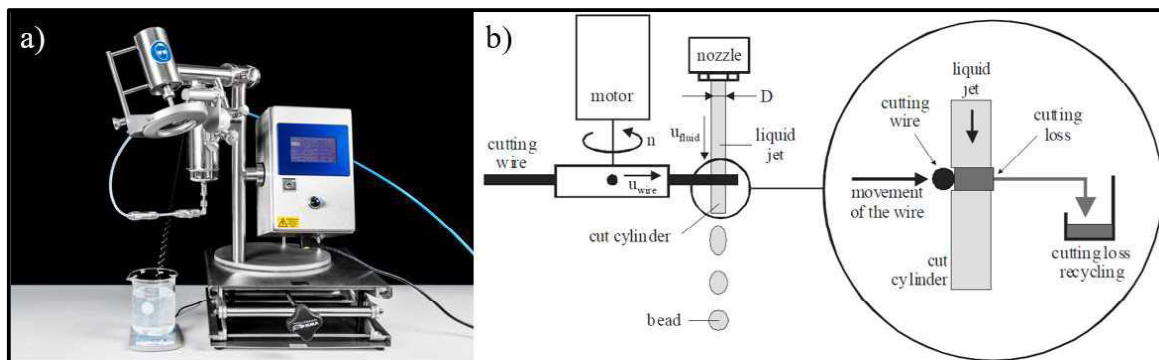 a)
b)
nozzle
motor
D
cutting
wire
n
u_fluid
liquid
jet
u_wire
cut cylinder
bead
liquid
jet
cutting
wire
cutting
loss
movement
of the wire
cut
cylinder
cutting loss
recycling